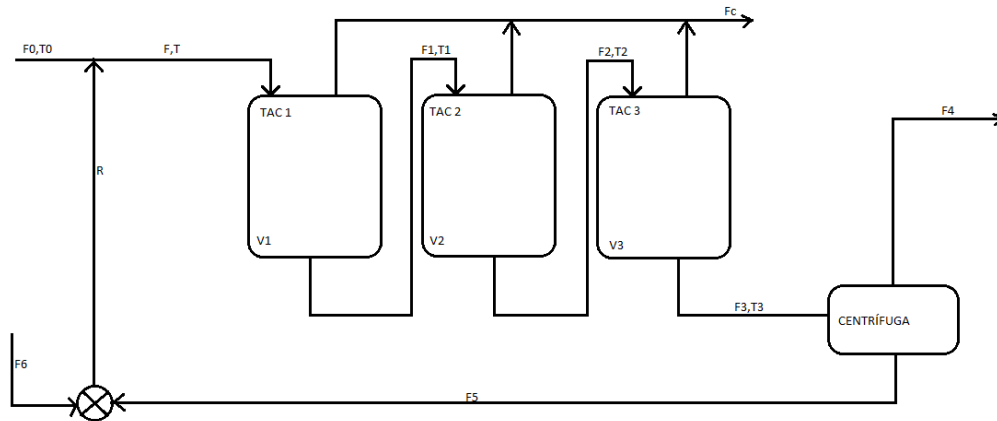 Fc
F0,T0
F,T
F1,T1
F2,T2
TAC 1
TAC 2
TAC 3
F4
R
V1
V2
V3
F3,T3
CENTRÍFUGA
F6
F5